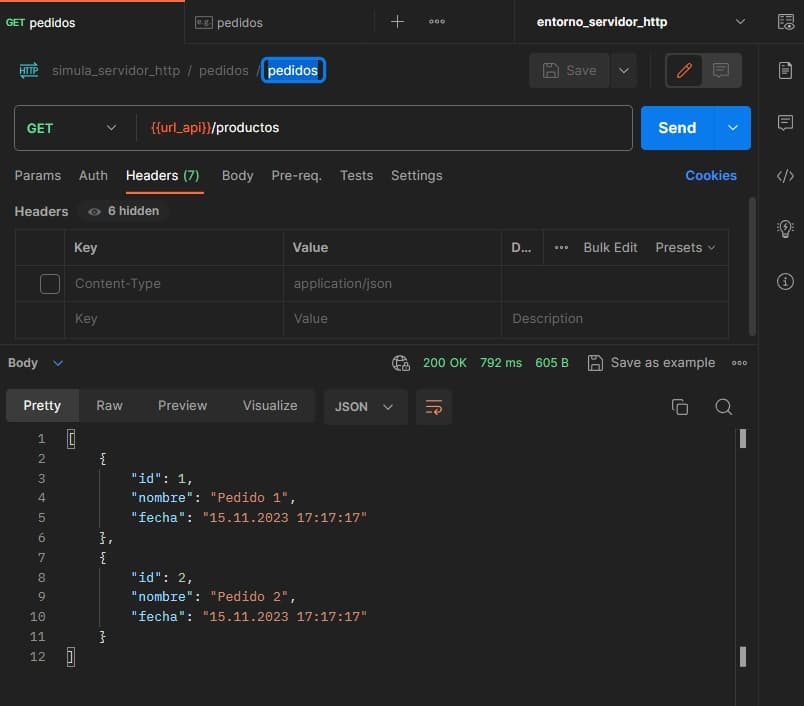 GET pedidos
e.g. pedidos
entorno_servidor_http
HTTP simula_servidor_http / pedidos / pedidos
Save
GET {{url_api}}/productos
Send
Params Auth Headers (7) Body Pre-req. Tests Settings Cookies
Headers 6 hidden
Key Value D... Bulk Edit Presets
Content-Type application/json
Key Value Description
Body 200 OK 792 ms 605 B Save as example
Pretty Raw Preview Visualize JSON
1 [
2 {
3 "id": 1,
4 "nombre": "Pedido 1",
5 "fecha": "15.11.2023 17:17:17"
6 },
7 {
8 "id": 2,
9 "nombre": "Pedido 2",
10 "fecha": "15.11.2023 17:17:17"
11 }
12 ]